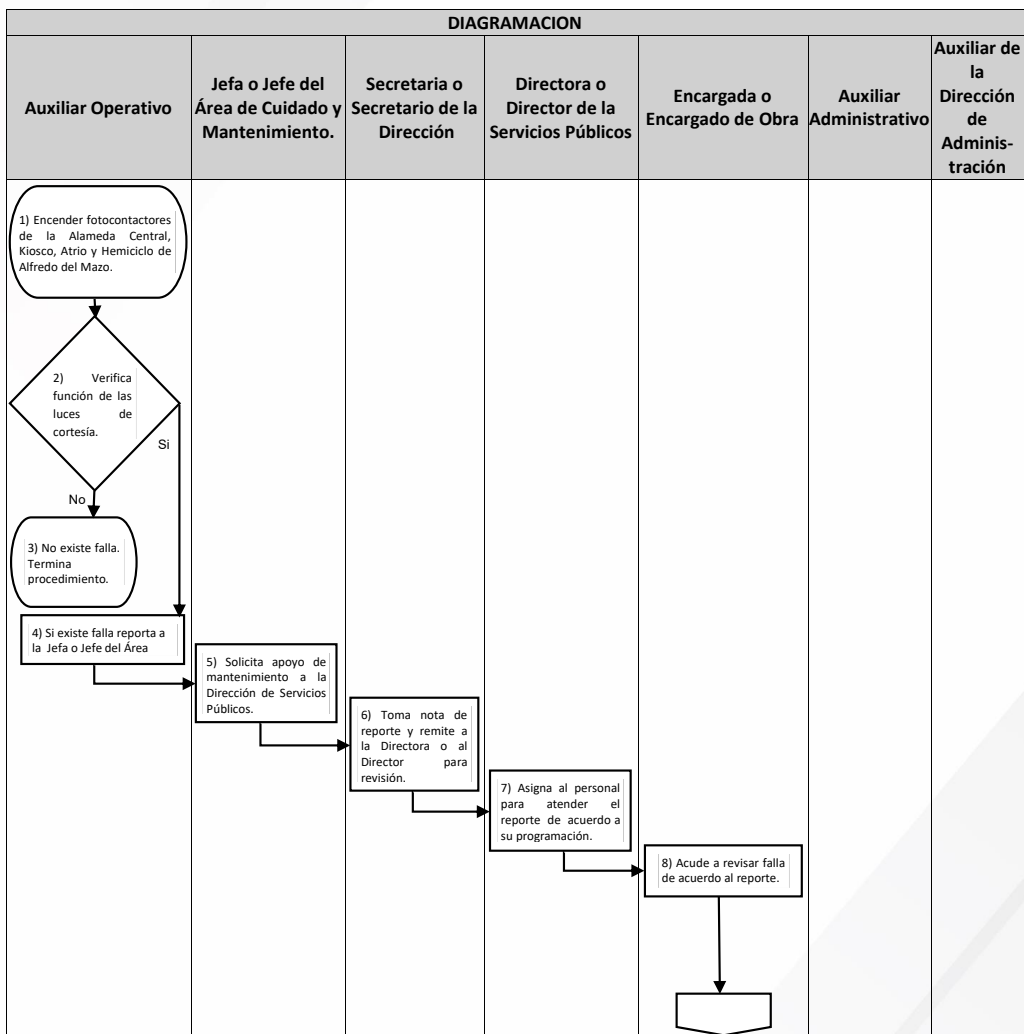 DIAGRAMACION
Auxiliar Operativo
Jefa o Jefe del
Área de Cuidado y
Mantenimiento.
Secretaria o
Secretario de la
Dirección
Directora o
Director de la
Servicios Públicos
Encargada o
Encargado de Obra
Auxiliar
Administrativo
Auxiliar de
la
Dirección
de
Adminis-
tración
1) Encender fotocontactores
de la Alameda Central,
Kiosco, Atrio y Hemiciclo de
Alfredo del Mazo.
2) Verifica
función de las
luces de
cortesía.
Si
No
3) No existe falla.
Termina
procedimiento.
4) Si existe falla reporta a
la Jefa o Jefe del Área
5) Solicita apoyo de
mantenimiento a la
Dirección de Servicios
Públicos.
6) Toma nota de
reporte y remite a
la Directora o al
Director para
revisión.
7) Asigna al personal
para atender el
reporte de acuerdo a
su programación.
8) Acude a revisar falla
de acuerdo al reporte.